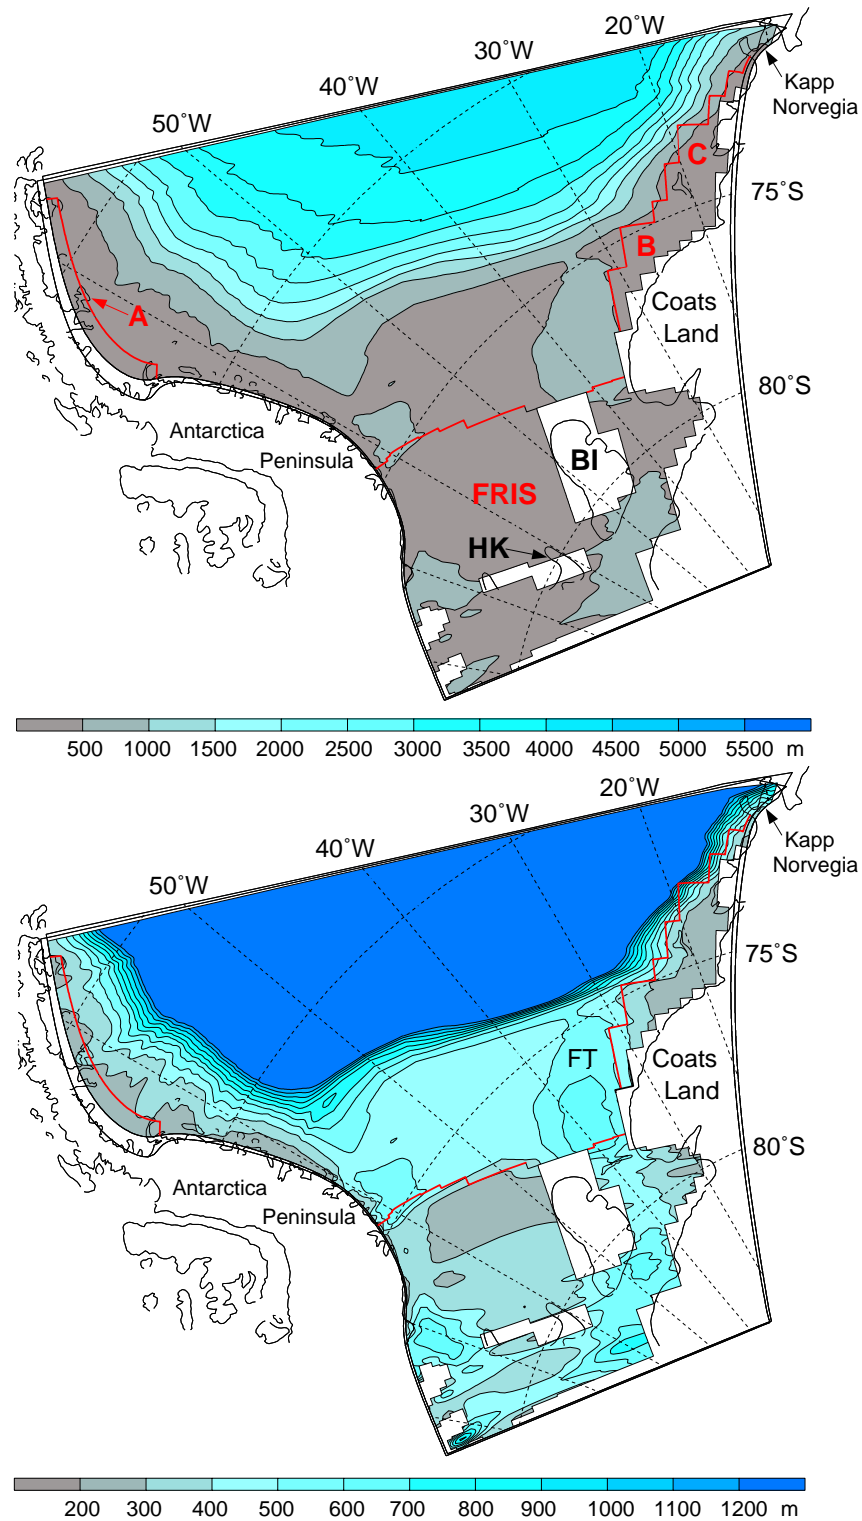 20˚W
30˚W
40˚W
50˚W
Kapp
Norvegia
C
75˚S
B
A
Coats
Land
80˚S
Antarctica
Peninsula
BI
FRIS
HK
500 1000 1500 2000 2500 3000 3500 4000 4500 5000 5500 m
20˚W
30˚W
40˚W
50˚W
Kapp
Norvegia
75˚S
FT
Coats
Land
80˚S
Antarctica
Peninsula
200 300 400 500 600 700 800 900 1000 1100 1200 m